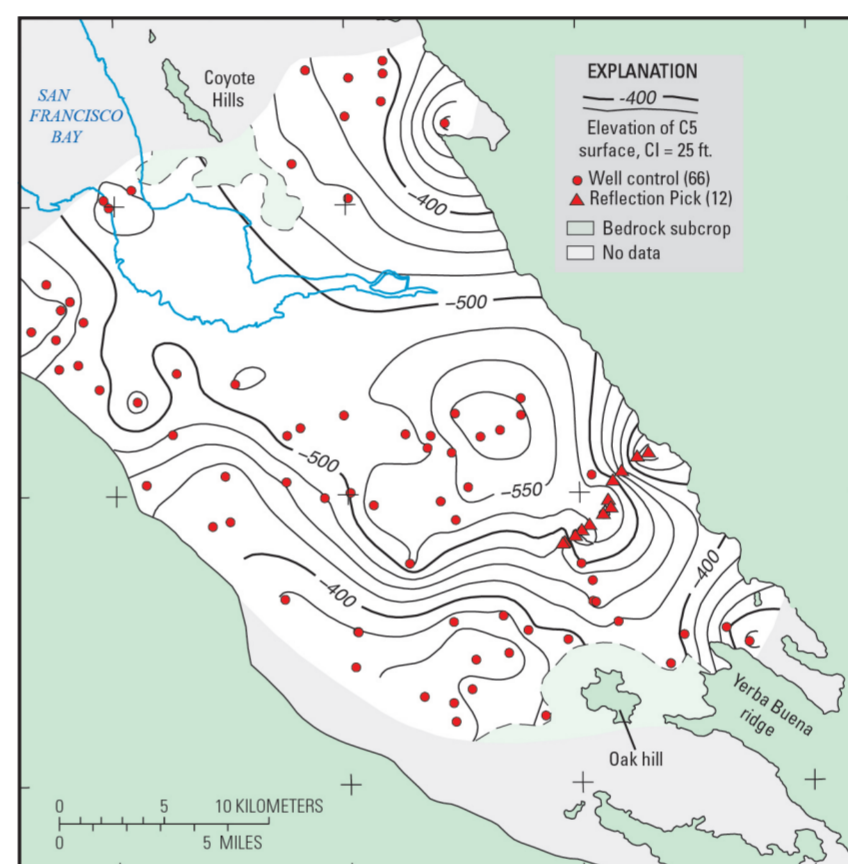 SAN
FRANCISCO
BAY
Coyote
Hills
EXPLANATION
-400
Elevation of C5
surface, CI = 25 ft.
Well control (66)
Reflection Pick (12)
Bedrock subcrop
No data
-400
–500
–500
–550
–400
–400
Yerba Buena
ridge
Oak hill
0 5 10 KILOMETERS
0 5 MILES